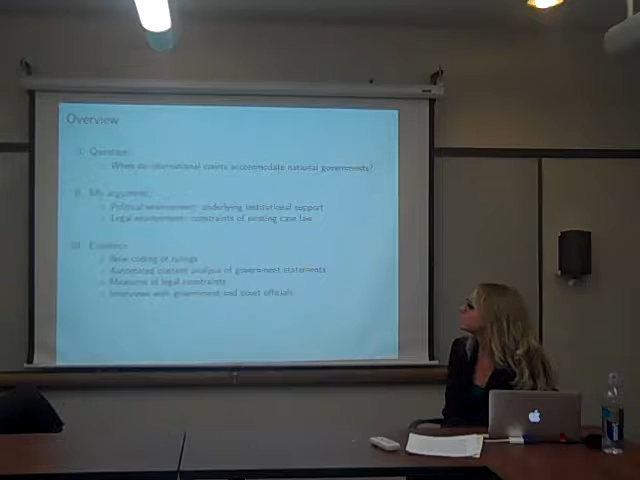 Overview
I. Question:
When do international courts accommodate national governments?
II. My argument:
Political environment: underlying institutional support
Legal environment: constraints of existing case law
III. Evidence:
New coding of rulings
Automated content analysis of government statements
Measures of legal constraints
Interviews with government and court officials